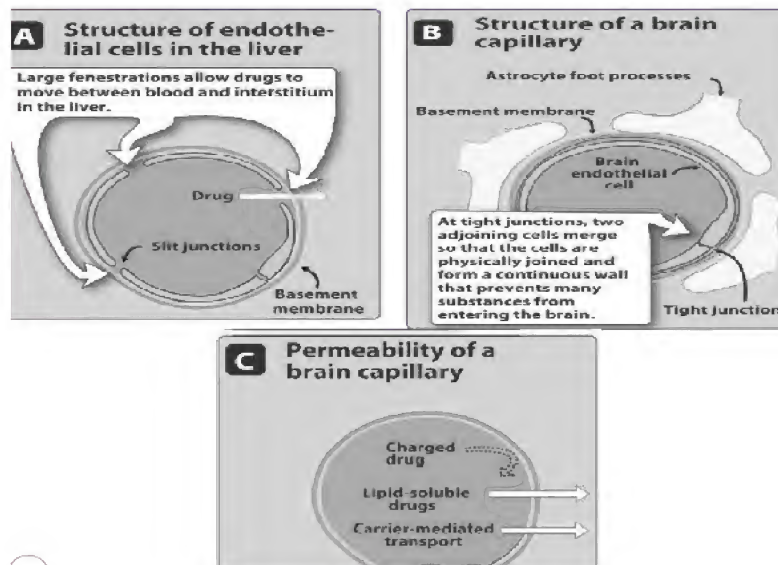 A Structure of endothe-
lial cells in the liver
Large fenestrations allow drugs to
move between blood and interstitium
in the liver.
Drug
Slit junctions
Basement
membrane
B Structure of a brain
capillary
Astrocyte foot processes
Basement membrane
Brain
endothelial
cell
At tight junctions, two
adjoining cells merge
so that the cells are
physically joined and
form a continuous wall
that prevents many
substances from
entering the brain.
Tight junction
C Permeability of a
brain capillary
Charged
drug
Lipid-soluble
drugs
Carrier-mediated
transport